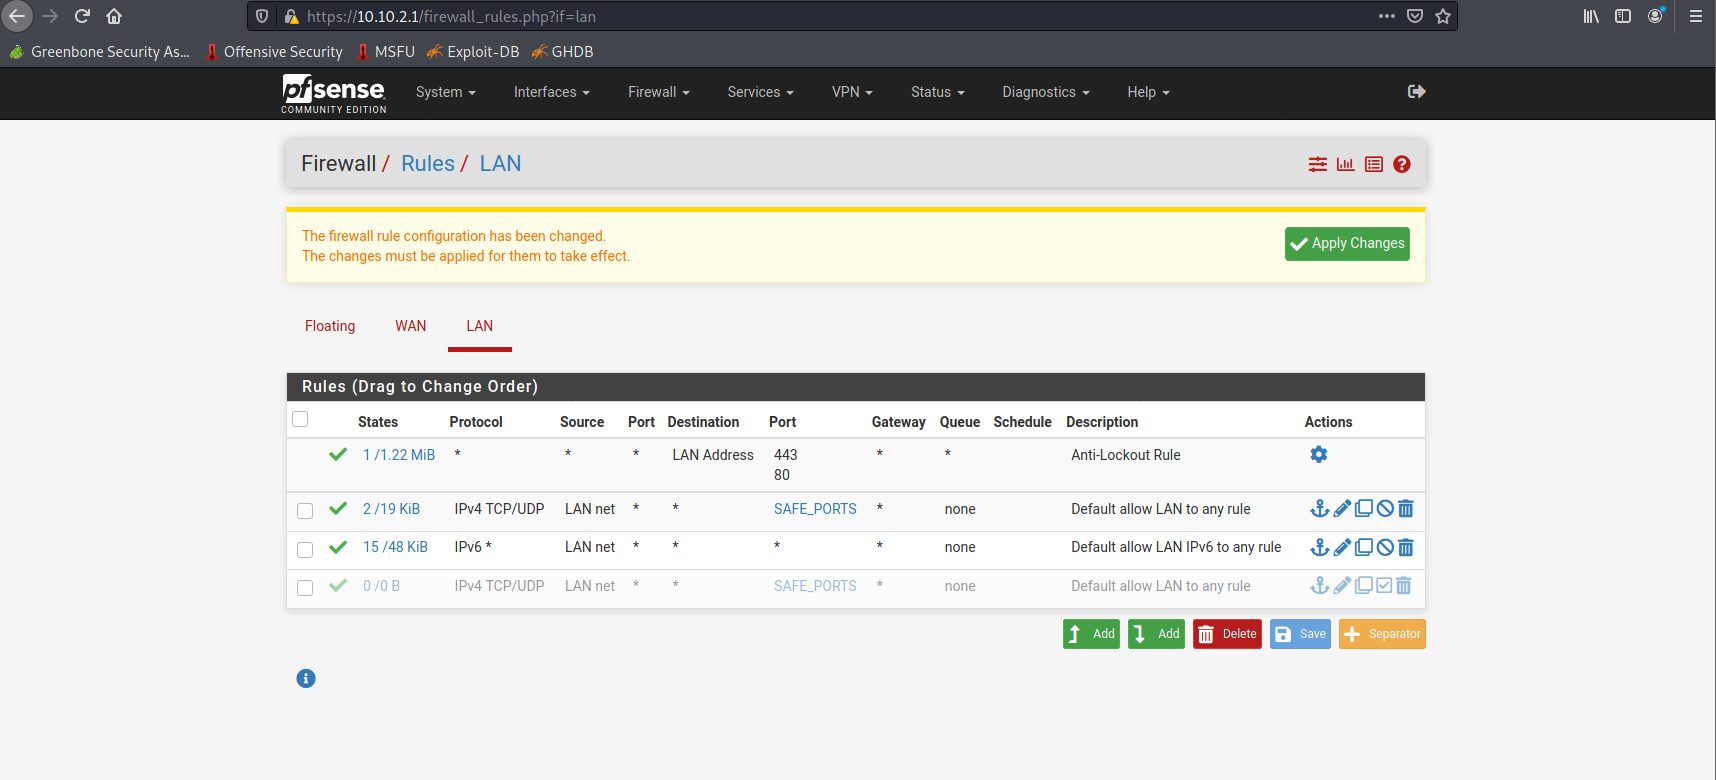 https://10.10.2.1/firewall_rules.php?if=lan
Greenbone Security As... Offensive Security MSFU Exploit-DB GHDB
pfsense COMMUNITY EDITION System Interfaces Firewall Services VPN Status Diagnostics Help
Firewall / Rules / LAN
The firewall rule configuration has been changed.
The changes must be applied for them to take effect.
Apply Changes
Floating WAN LAN
Rules (Drag to Change Order)
States Protocol Source Port Destination Port Gateway Queue Schedule Description Actions
1 /1.22 MiB * * * LAN Address 443 * * Anti-Lockout Rule
80
2 /19 KiB IPv4 TCP/UDP LAN net * * SAFE_PORTS * none Default allow LAN to any rule
15 /48 KiB IPv6 * LAN net * * * * none Default allow LAN IPv6 to any rule
0 /0 B IPv4 TCP/UDP LAN net * * SAFE_PORTS * none Default allow LAN to any rule
Add Add Delete Save Separator